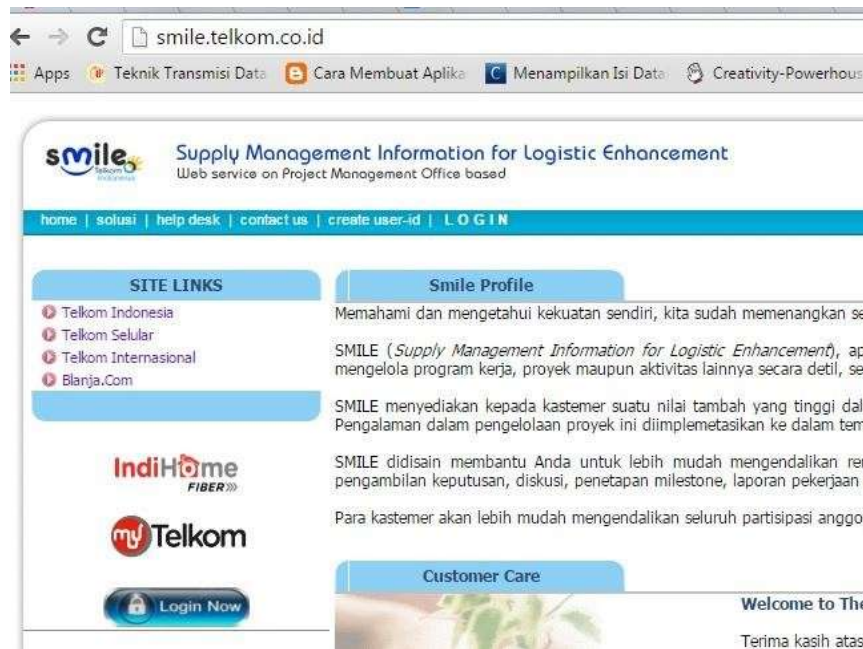 smile.telkom.co.id
Apps Teknik Transmisi Data Cara Membuat Aplika Menampilkan Isi Data Creativity-Powerhous
smile
Telkom
Indonesia
Supply Management Information for Logistic Enhancement
Web service on Project Management Office based
home | solusi | help desk | contact us | create user-id | L O G I N
SITE LINKS
Telkom Indonesia
Telkom Selular
Telkom Internasional
Blanja.Com
IndiHome
FIBER
my Telkom
Login Now
Smile Profile
Memahami dan mengetahui kekuatan sendiri, kita sudah memenangkan se
SMILE (Supply Management Information for Logistic Enhancement), ap
mengelola program kerja, proyek maupun aktivitas lainnya secara detil, se
SMILE menyediakan kepada kastemer suatu nilai tambah yang tinggi dal
Pengalaman dalam pengelolaan proyek ini diimplemetasikan ke dalam tem
SMILE didisain membantu Anda untuk lebih mudah mengendalikan ren
pengambilan keputusan, diskusi, penetapan milestone, laporan pekerjaan
Para kastemer akan lebih mudah mengendalikan seluruh partisipasi anggo
Customer Care
Welcome to The
Terima kasih atas